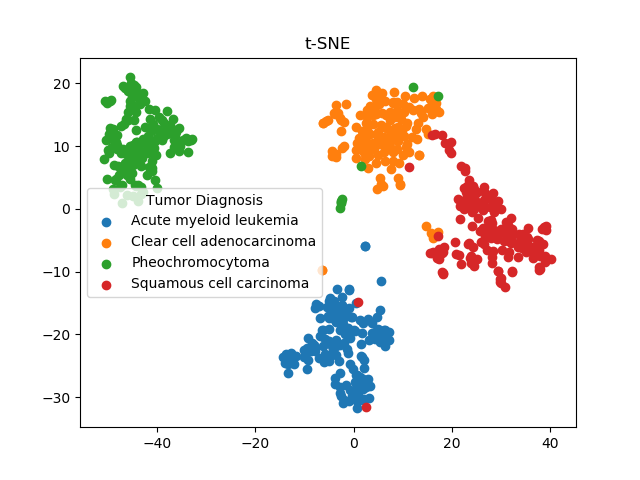 t-SNE
20
10
0
−10
−20
−30
Tumor Diagnosis
Acute myeloid leukemia
Clear cell adenocarcinoma
Pheochromocytoma
Squamous cell carcinoma
−40
−20
0
20
40